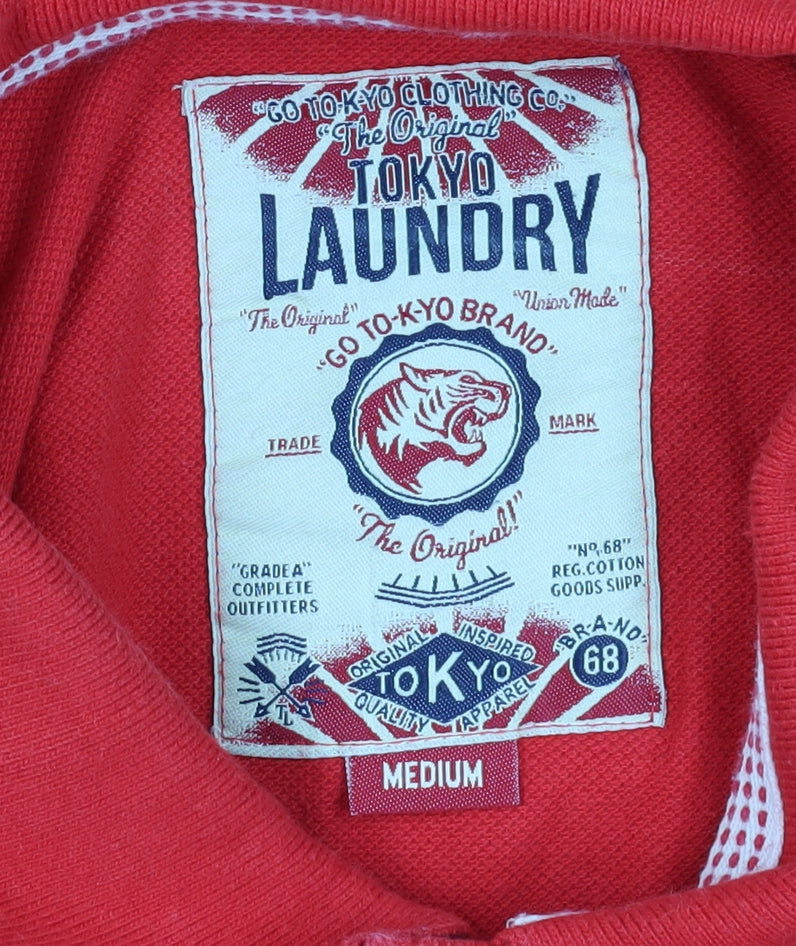 "GO TO-K-YO CLOTHING CO."
"The Original"
TOKYO
LAUNDRY
"The Original"
"Union Made"
"GO TO-K-YO BRAND"
TRADE
MARK
"The Original!"
"GRADE A"
COMPLETE
OUTFITTERS
"No. 68"
REG. COTTON
GOODS SUPP.
ORIGINAL INSPIRED
TOKYO
QUALITY APPAREL
"BR-A-ND"
68
TL
MEDIUM